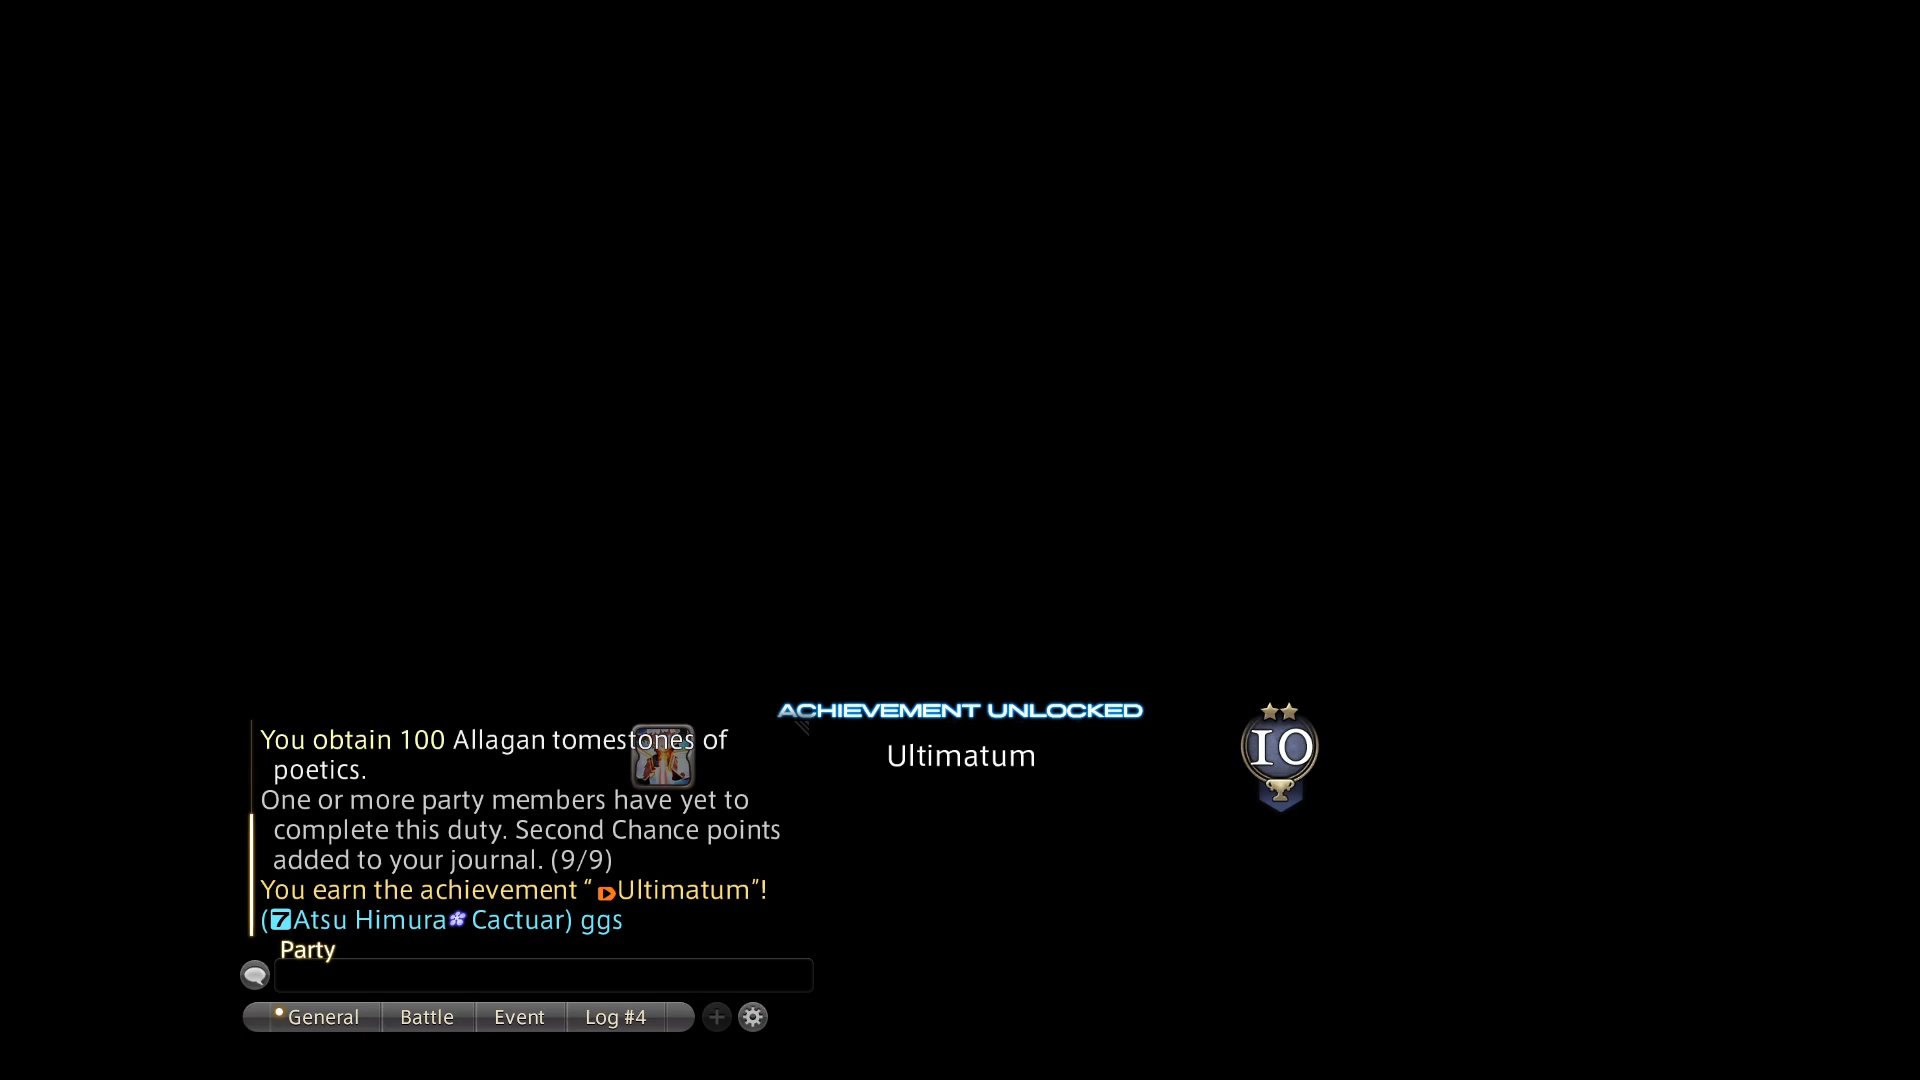 ACHIEVEMENT UNLOCKED
Ultimatum
10
You obtain 100 Allagan tomestones of
poetics.
One or more party members have yet to
complete this duty. Second Chance points
added to your journal. (9/9)
You earn the achievement “Ultimatum”!
(7Atsu Himura Cactuar) ggs
Party
General Battle Event Log #4